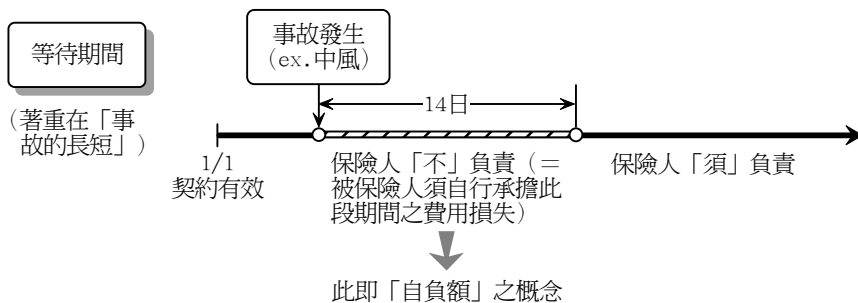 等待期間
(著重在「事
故的長短」)
事故發生
(ex.中風)
14日
1/1
契約有效
保險人「不」負責(=
被保險人須自行承擔此
段期間之費用損失)
保險人「須」負責
此即「自負額」之概念